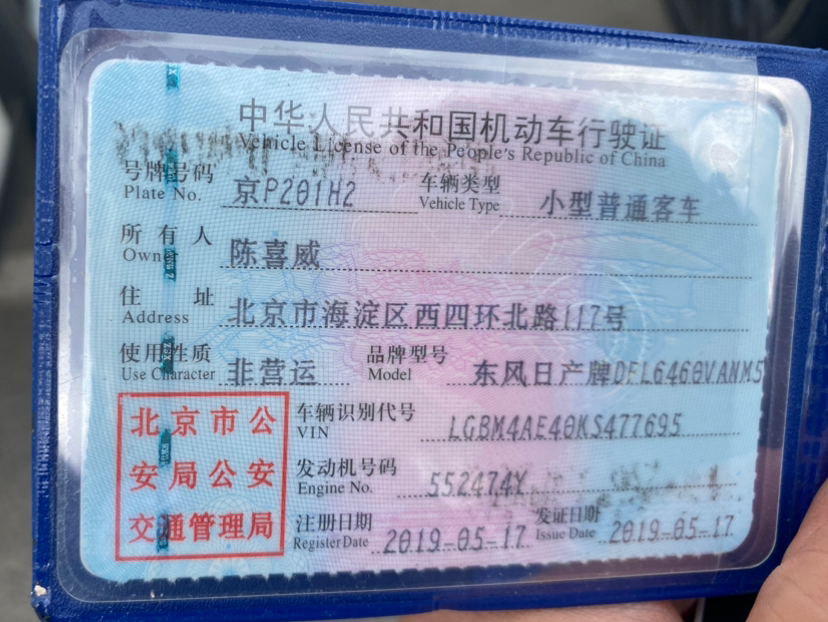 中华人民共和国机动车行驶证
Vehicle License of the People's Republic of China
号牌号码 京P201H2 车辆类型 小型普通客车
Plate No. Vehicle Type
所有人 陈喜威
Owner
住址 北京市海淀区西四环北路117号
Address
使用性质 非营运 品牌型号 东风日产牌DFL6460VANM5
Use Character Model
北京市公
安局公安
交通管理局
车辆识别代号 LGBM4AE40KS477695
VIN
发动机号码 552474Y
Engine No.
注册日期 2019-05-17 发证日期 2019-05-17
Register Date Issue Date